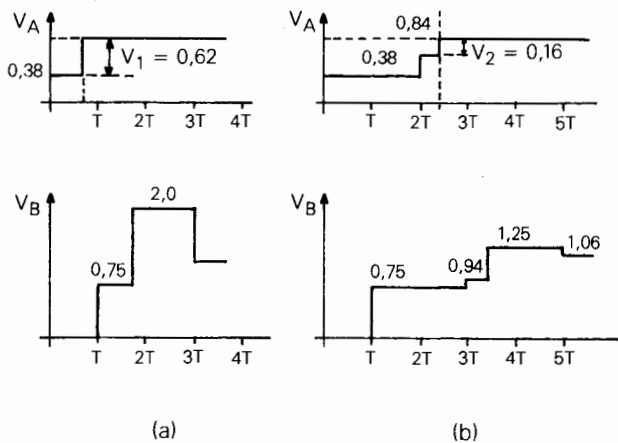 V_A
0,38
V_1 = 0,62
T 2T 3T 4T
V_B
0,75
2,0
T 2T 3T 4T
(a)
V_A
0,84
0,38
V_2 = 0,16
T 2T 3T 4T 5T
V_B
0,75
0,94
1,25
1,06
T 2T 3T 4T 5T
(b)